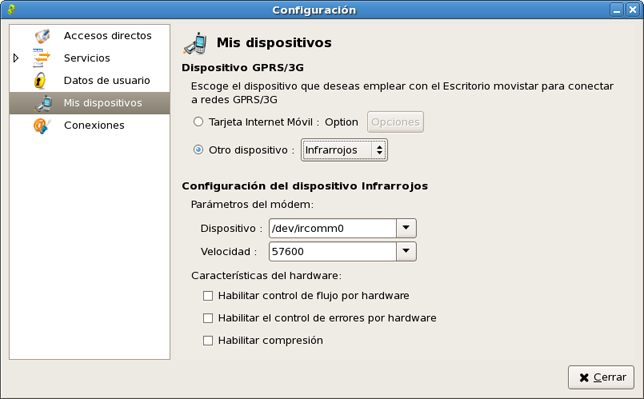 Configuración
Accesos directos
Servicios
Datos de usuario
Mis dispositivos
Conexiones
Mis dispositivos
Dispositivo GPRS/3G
Escoge el dispositivo que deseas emplear con el Escritorio movistar para conectar
a redes GPRS/3G
Tarjeta Internet Móvil : Option Opciones
Otro dispositivo : Infrarrojos
Configuración del dispositivo Infrarrojos
Parámetros del módem:
Dispositivo : /dev/ircomm0
Velocidad : 57600
Características del hardware:
Habilitar control de flujo por hardware
Habilitar el control de errores por hardware
Habilitar compresión
Cerrar